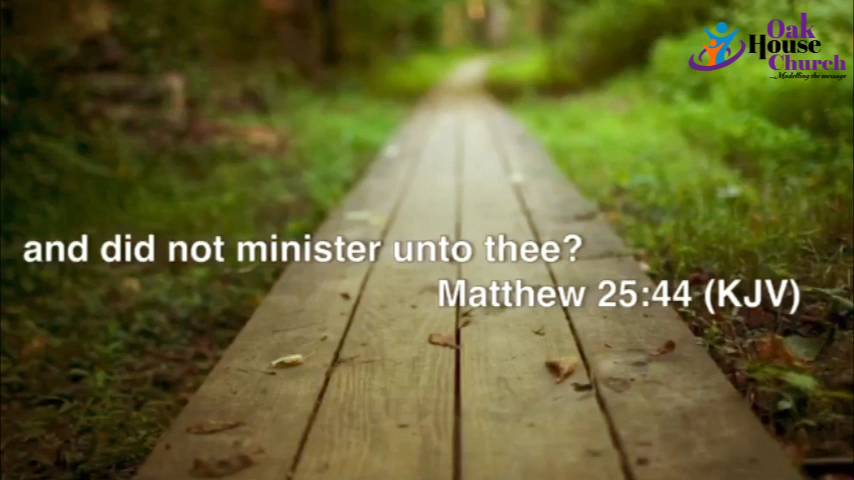 Oak
House
Church
...Modelling the message
and did not minister unto thee?
Matthew 25:44 (KJV)